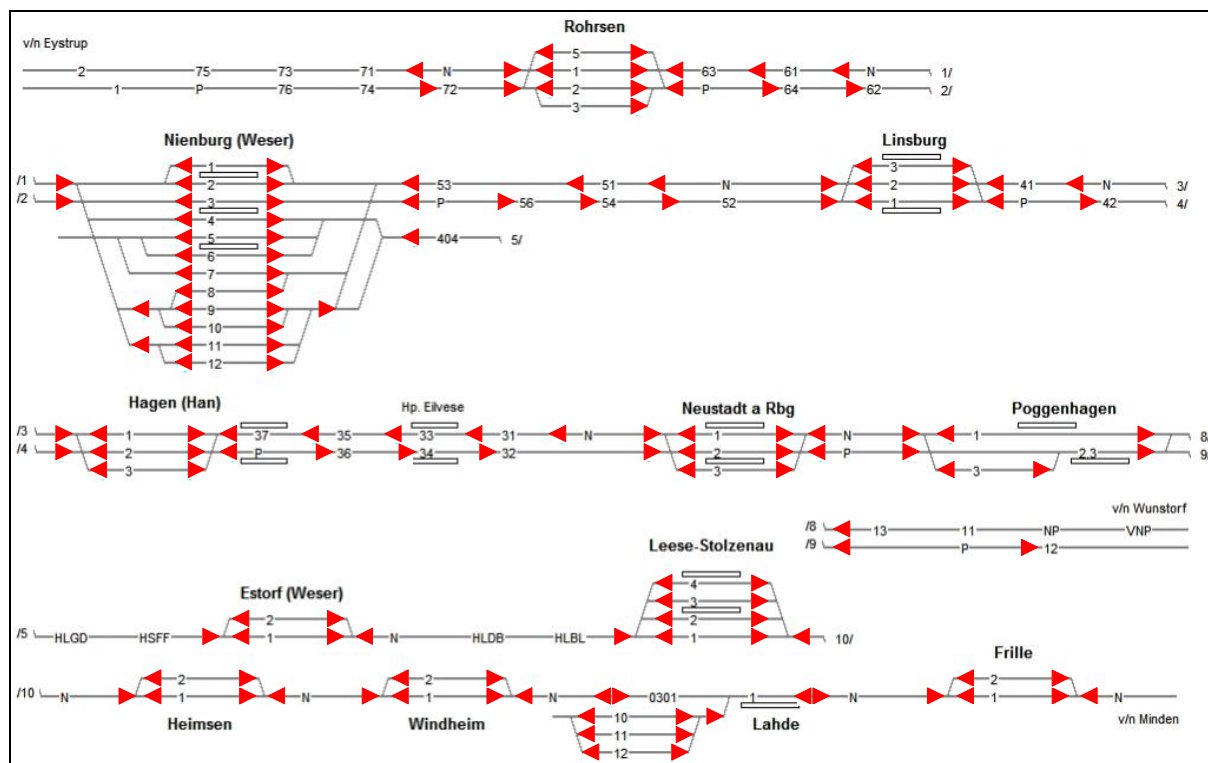 Rohrsen
v/n Eystrup
5
2 75 73 71 N 1 63 61 N 1/
1 P 76 74 72 2 P 64 62 2/
3
Nienburg (Weser) Linsburg
1 3
/1 2 53 51 N 2 41 N 3/
/2 3 P 56 54 52 1 P 42 4/
4
5 404 5/
6
7
8
9
10
11
12
Hagen (Han) Hp. Eilvese Neustadt a Rbg Poggenhagen
/3 1 37 35 33 31 N 1 N 1 8/
/4 2 P 36 34 32 2 P 2.3 9/
3 3 3
v/n Wunstorf
/8 13 11 NP VNP
/9 P 12
Leese-Stolzenau
4
Estorf (Weser) 3
2 2
/5 HLGD HSFF 1 N HLDB HLBL 1 10/
Frille
2 2 2
/10 N 1 N 1 N 0301 1 N 1 N
10
Heimsen Windheim Lahde v/n Minden
11
12